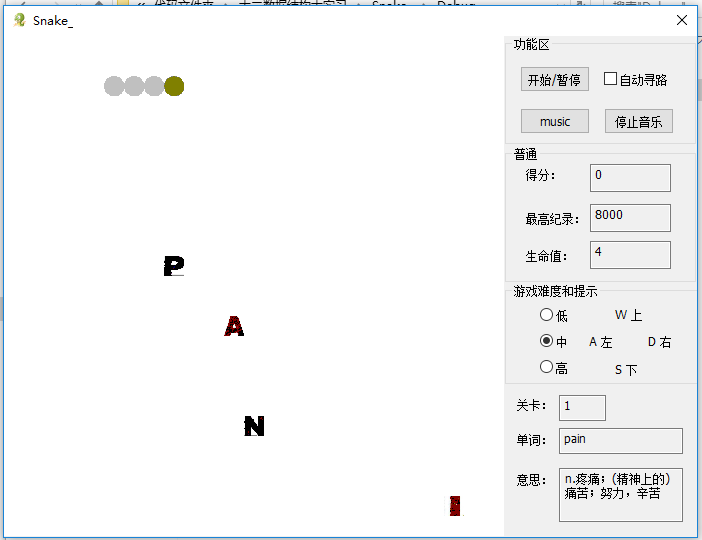 Snake_
功能区
开始/暂停
自动寻路
music
停止音乐
普通
得分： 0
最高纪录： 8000
生命值： 4
游戏难度和提示
低 W 上
中 A 左 D 右
高 S 下
关卡： 1
单词： pain
意思： n.疼痛；（精神上的）
痛苦；努力，辛苦
P
A
N
I